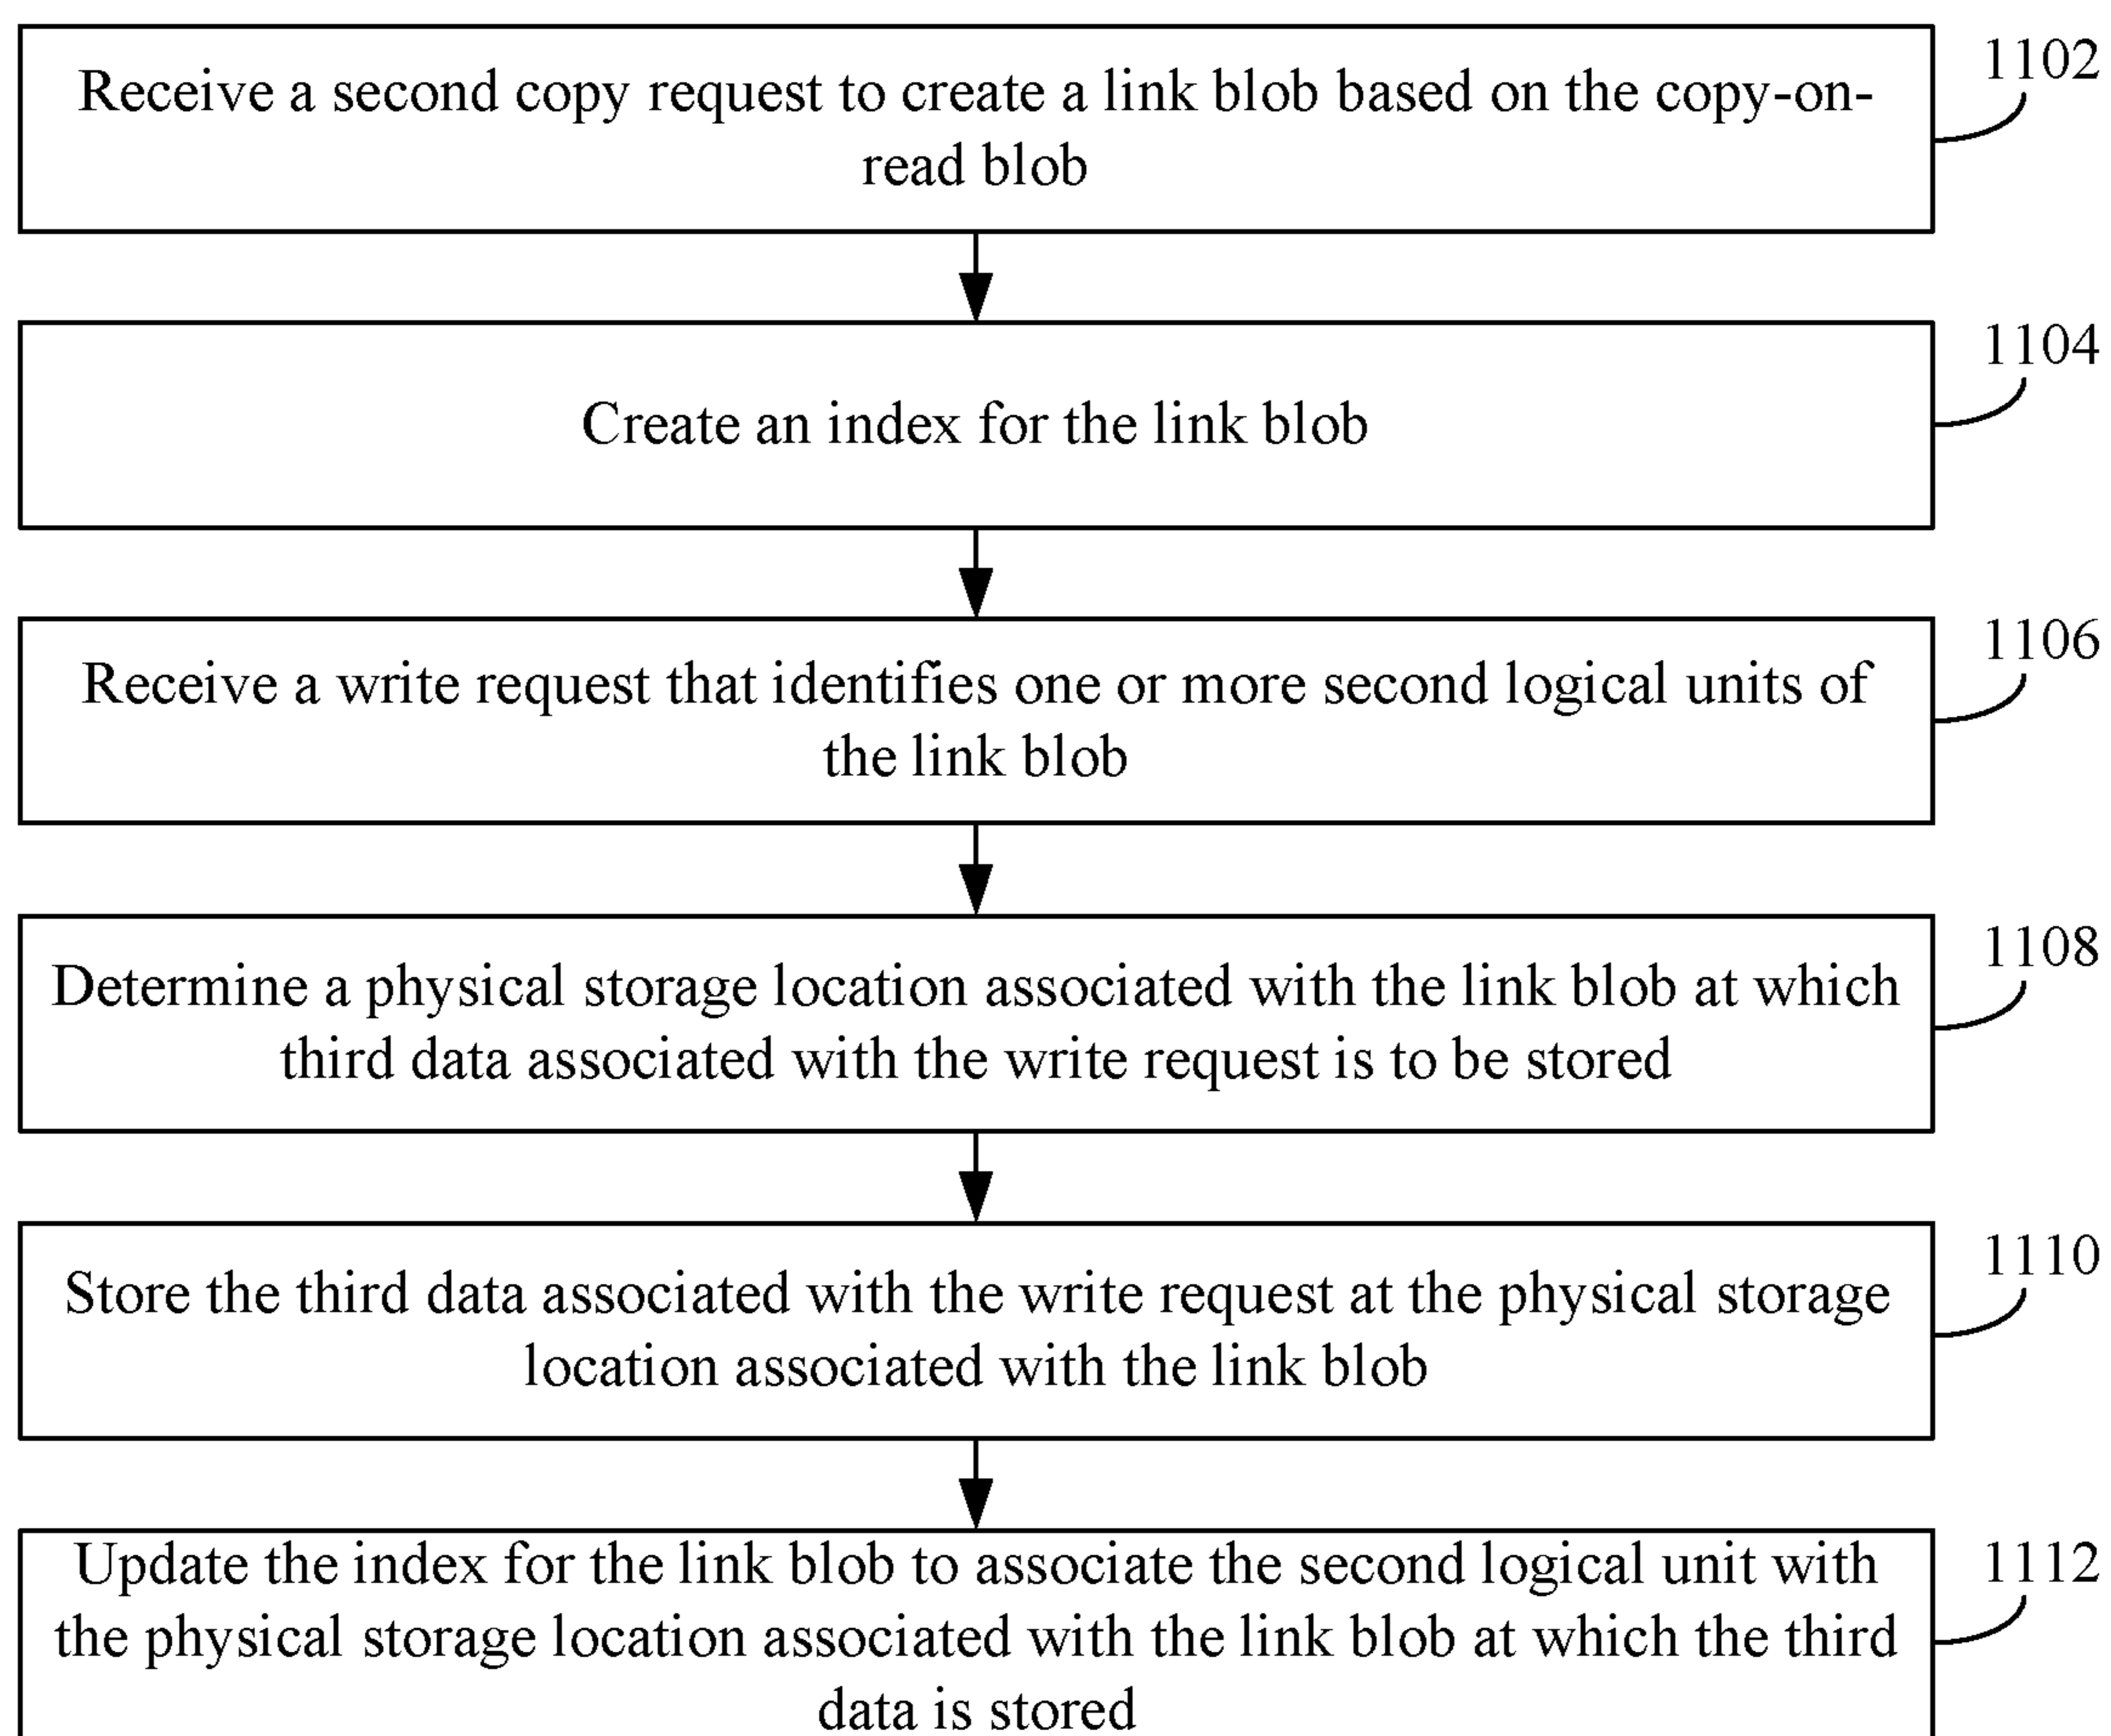 1102
Receive a second copy request to create a link blob based on the copy-on-
read blob
1104
Create an index for the link blob
1106
Receive a write request that identifies one or more second logical units of
the link blob
1108
Determine a physical storage location associated with the link blob at which
third data associated with the write request is to be stored
1110
Store the third data associated with the write request at the physical storage
location associated with the link blob
1112
Update the index for the link blob to associate the second logical unit with
the physical storage location associated with the link blob at which the third
data is stored